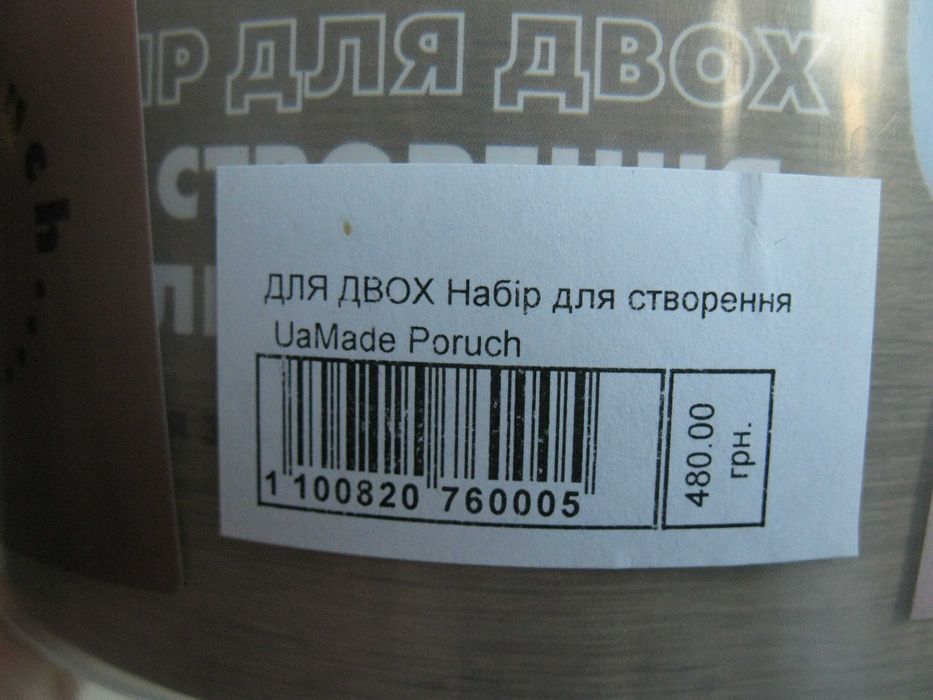 ДЛЯ ДВОХ
ДЛЯ ДВОХ Набір для створення
UaMade Poruch
1 100820 760005
480.00
грн.